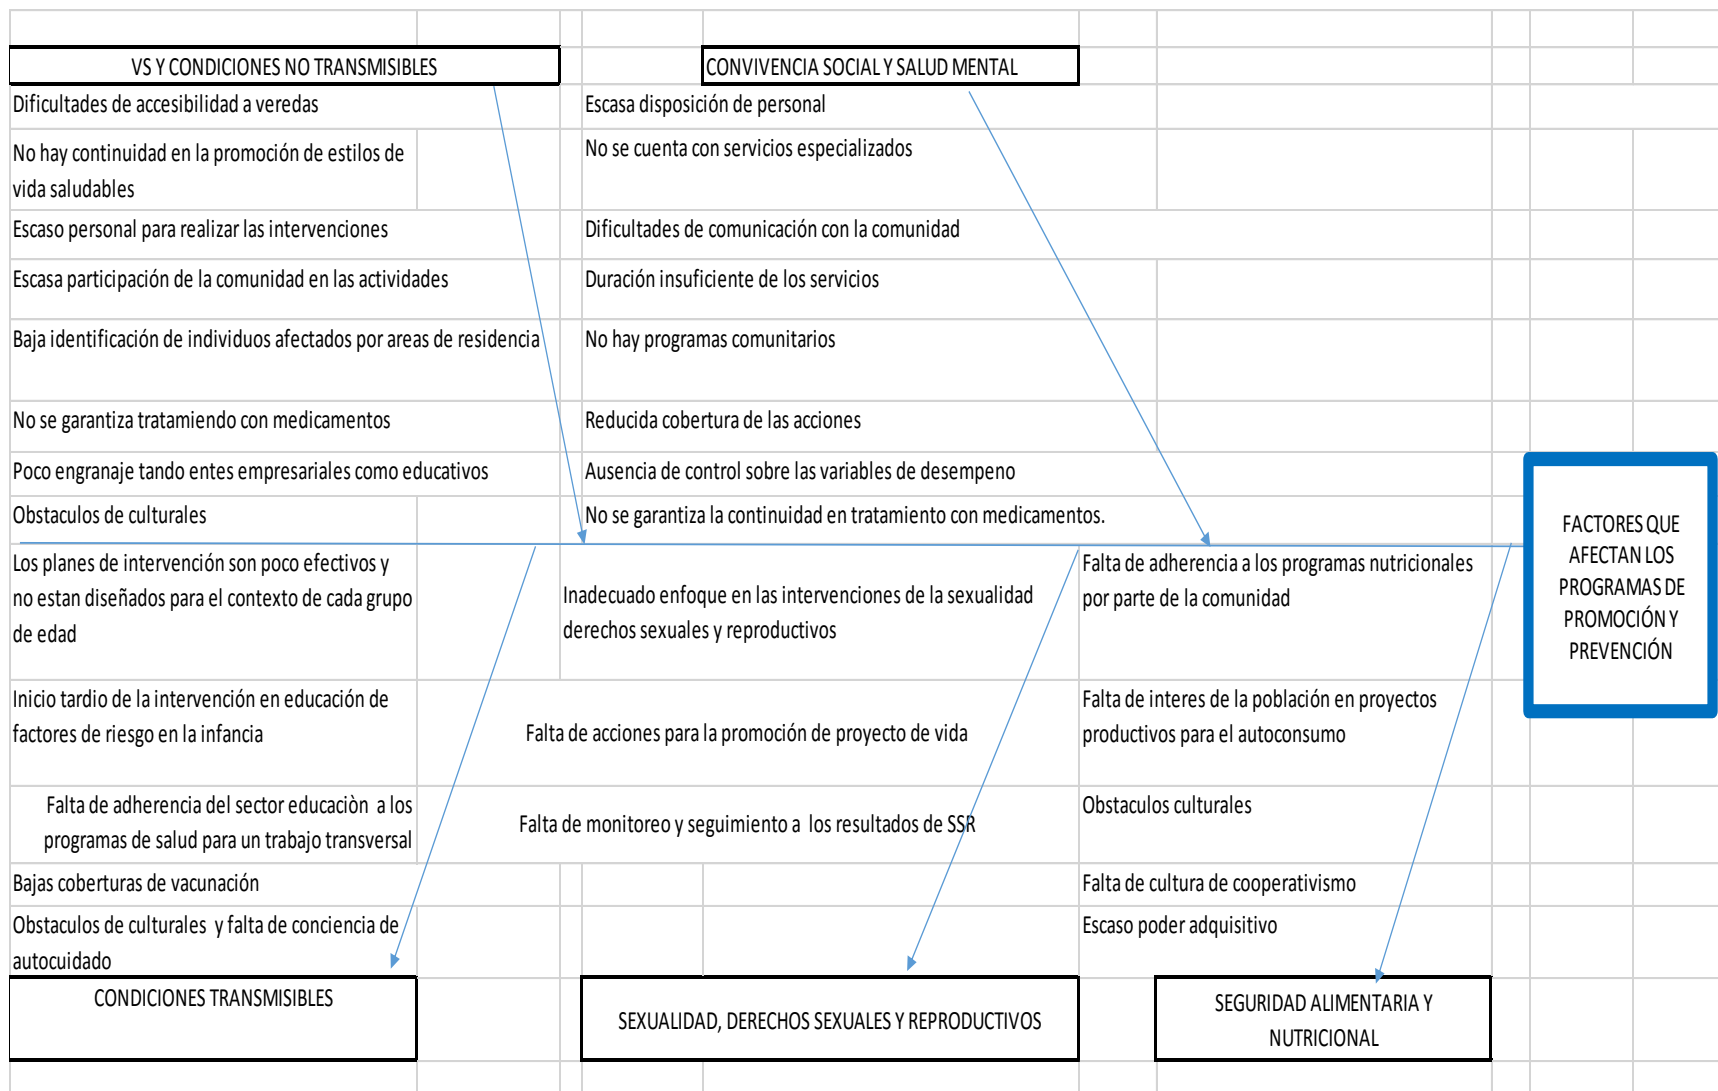 VS Y CONDICIONES NO TRANSMISIBLES
Dificultades de accesibilidad a veredas
No hay continuidad en la promoción de estilos de
vida saludables
Escaso personal para realizar las intervenciones
Escasa participación de la comunidad en las actividades
Baja identificación de individuos afectados por areas de residencia
No se garantiza tratamiendo con medicamentos
Poco engranaje tando entes empresariales como educativos
Obstaculos de culturales
CONVIVENCIA SOCIAL Y SALUD MENTAL
Escasa disposición de personal
No se cuenta con servicios especializados
Dificultades de comunicación con la comunidad
Duración insuficiente de los servicios
No hay programas comunitarios
Reducida cobertura de las acciones
Ausencia de control sobre las variables de desempeno
No se garantiza la continuidad en tratamiento con medicamentos.
Los planes de intervención son poco efectivos y
no estan diseñados para el contexto de cada grupo
de edad
Inicio tardio de la intervención en educación de
factores de riesgo en la infancia
Falta de adherencia del sector educaciòn a los
programas de salud para un trabajo transversal
Bajas coberturas de vacunación
Obstaculos de culturales y falta de conciencia de
autocuidado
CONDICIONES TRANSMISIBLES
Inadecuado enfoque en las intervenciones de la sexualidad
derechos sexuales y reproductivos
Falta de acciones para la promoción de proyecto de vida
Falta de monitoreo y seguimiento a los resultados de SSR
SEXUALIDAD, DERECHOS SEXUALES Y REPRODUCTIVOS
Falta de adherencia a los programas nutricionales
por parte de la comunidad
Falta de interes de la población en proyectos
productivos para el autoconsumo
Obstaculos culturales
Falta de cultura de cooperativismo
Escaso poder adquisitivo
SEGURIDAD ALIMENTARIA Y
NUTRICIONAL
FACTORES QUE
AFECTAN LOS
PROGRAMAS DE
PROMOCIÓN Y
PREVENCIÓN